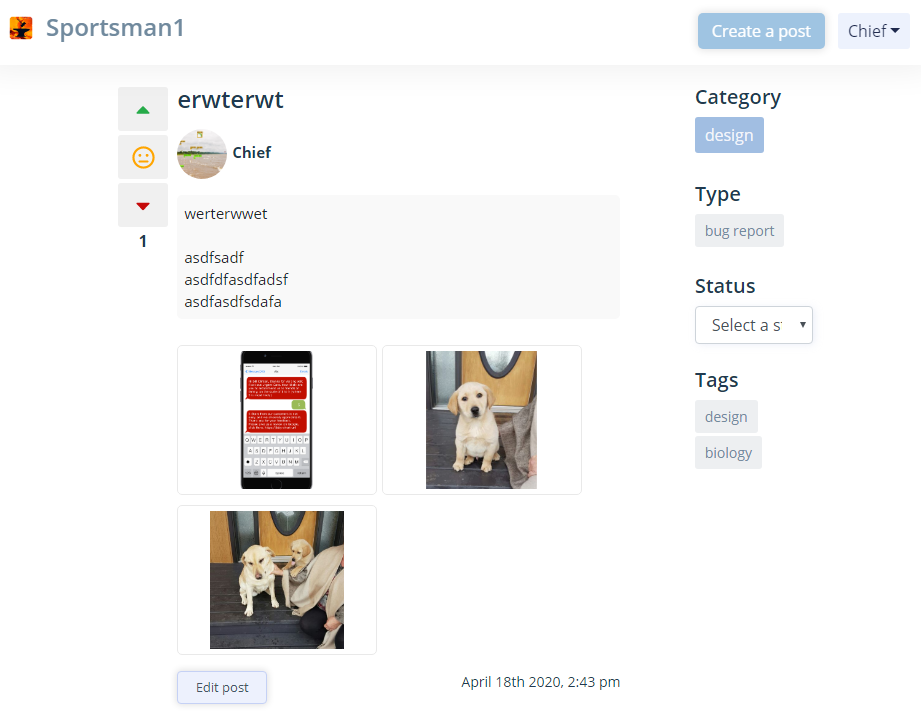 Sportsman1
Create a post
Chief
erwterwt
Chief
1
werterwwet
asdfsadf
asdfdfasdfadsf
asdfasdfsdafa
Edit post
April 18th 2020, 2:43 pm
Category
design
Type
bug report
Status
Select a s
Tags
design
biology